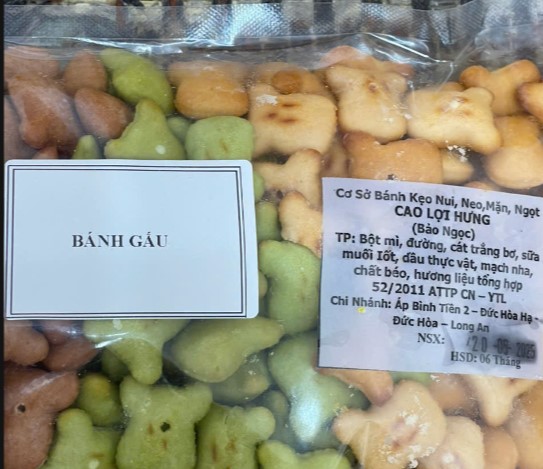 BÁNH GẤU
Cơ Sở Bánh Kẹo Nui, Neo,Mặn, Ngọt
CAO LỢI HƯNG
(Bảo Ngọc)
TP: Bột mì, đường, cát trắng bơ, sữa
muối Iốt, dầu thực vật, mạch nha,
chất béo, hương liệu tổng hợp
52/2011 ATTP CN – YTL
Chi Nhánh: Ấp Bình Tiền 2 – Đức Hòa Hạ -
Đức Hòa – Long An
NSX: 20 -09- 2025
HSD: 06 Tháng